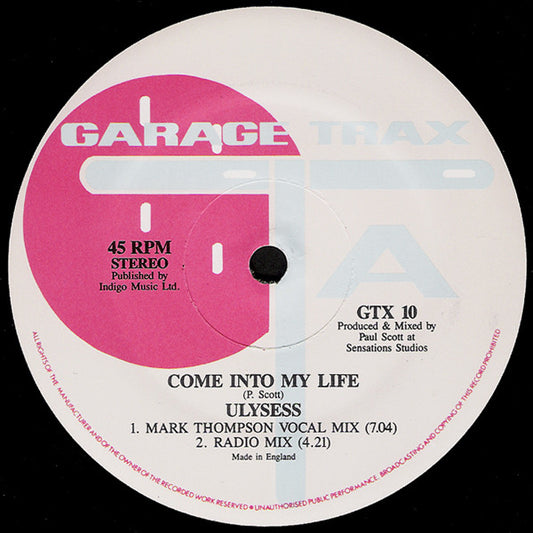 GARAGE TRAX
A
45 RPM
STEREO
Published by
Indigo Music Ltd.
GTX 10
Produced & Mixed by
Paul Scott at
Sensations Studios
COME INTO MY LIFE
(P. Scott)
ULYSESS
1. MARK THOMPSON VOCAL MIX (7.04)
2. RADIO MIX (4.21)
Made in England
ALL RIGHTS OF THE MANUFACTURER AND OF THE OWNER OF THE RECORDED WORK RESERVED ● UNAUTHORISED PUBLIC PERFORMANCE, BROADCASTING AND COPYING OF THIS RECORD PROHIBITED